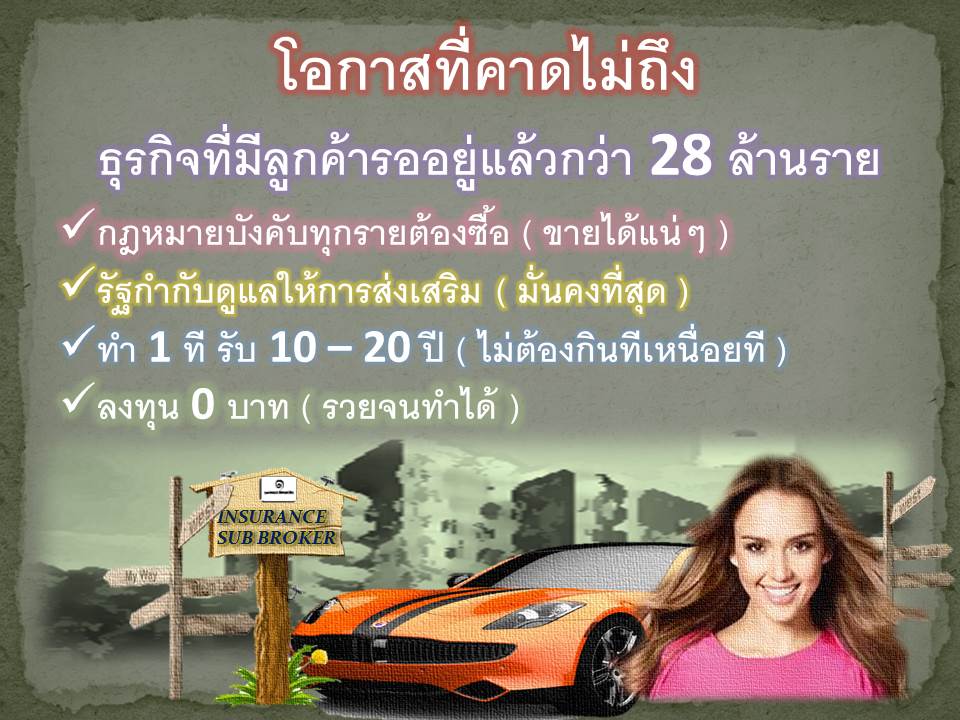 โอกาสที่คาดไม่ถึง
ธุรกิจที่มีลูกค้ารออยู่แล้วกว่า 28 ล้านราย
✓กฎหมายบังคับทุกรายต้องซื้อ ( ขายได้แน่ๆ )
✓รัฐกำกับดูแลให้การส่งเสริม ( มั่นคงที่สุด )
✓ทำ 1 ที รับ 10 – 20 ปี ( ไม่ต้องกินทีเหนื่อยที )
✓ลงทุน 0 บาท ( รวยจนทำได้ )
INSURANCE
SUB BROKER
My Way